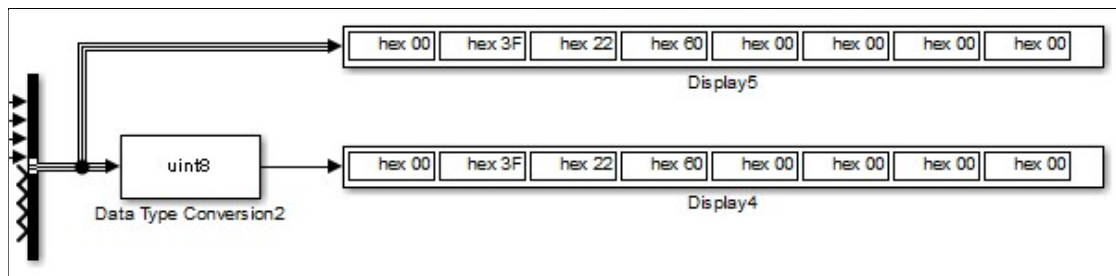 hex 00 hex 3F hex 22 hex 60 hex 00 hex 00 hex 00 hex 00
Display5
uint8
Data Type Conversion2
hex 00 hex 3F hex 22 hex 60 hex 00 hex 00 hex 00 hex 00
Display4